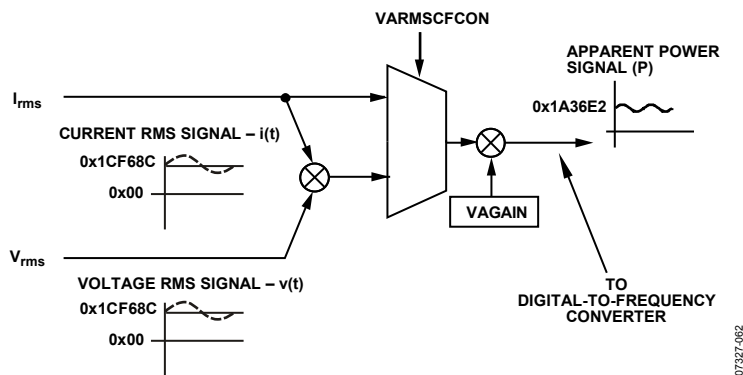 VARMSCFCON
APPARENT POWER
SIGNAL (P)
0x1A36E2
Irms
CURRENT RMS SIGNAL – i(t)
0x1CF68C
0x00
VAGAIN
Vrms
VOLTAGE RMS SIGNAL – v(t)
0x1CF68C
0x00
TO
DIGITAL-TO-FREQUENCY
CONVERTER
07327-062